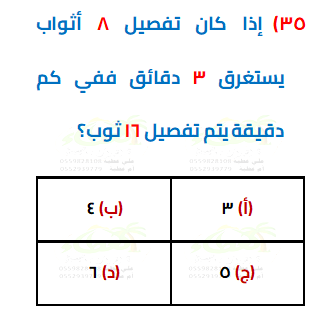 ٣٥) إذا كان تفصيل ٨ أثواب
يستغرق ٣ دقائق ففي كم
دقيقة يتم تفصيل ١٦ ثوب؟
(أ) ٣
(ب) ٤
(ج) ٥
(د) ٦